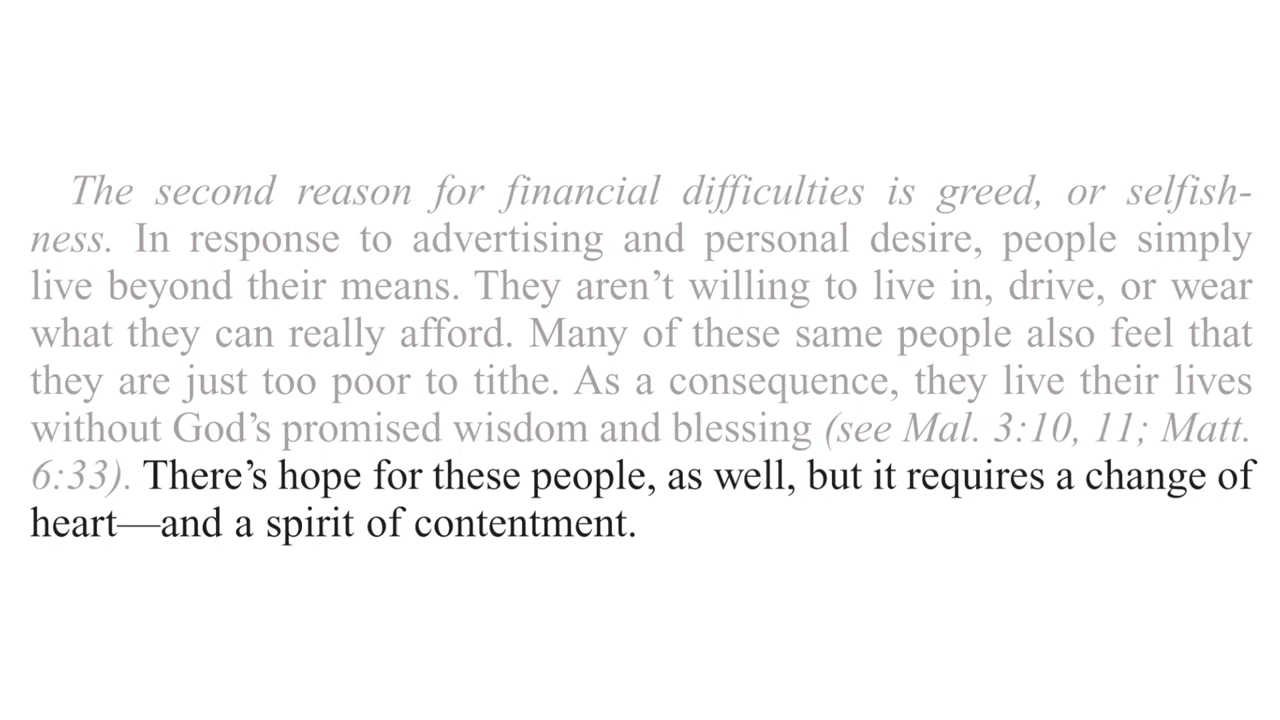 The second reason for financial difficulties is greed, or selfish-
ness. In response to advertising and personal desire, people simply
live beyond their means. They aren’t willing to live in, drive, or wear
what they can really afford. Many of these same people also feel that
they are just too poor to tithe. As a consequence, they live their lives
without God’s promised wisdom and blessing (see Mal. 3:10, 11; Matt.
6:33). There’s hope for these people, as well, but it requires a change of
heart—and a spirit of contentment.